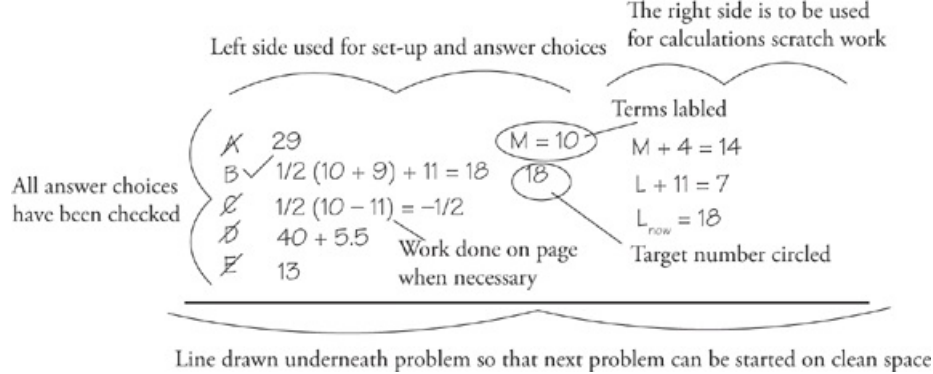 The right side is to be used
for calculations scratch work
Left side used for set-up and answer choices
Terms labled
A 29
M = 10
M + 4 = 14
B ✓ 1/2 (10 + 9) + 11 = 18
18
L + 11 = 7
All answer choices
have been checked
C 1/2 (10 – 11) = –1/2
L now = 18
D 40 + 5.5
Work done on page
when necessary
Target number circled
E 13
Line drawn underneath problem so that next problem can be started on clean space